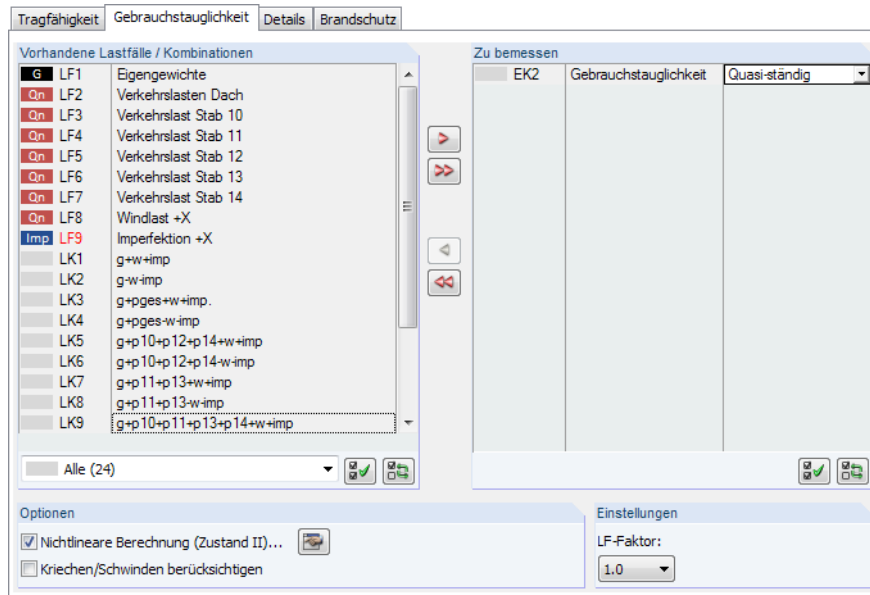 Tragfähigkeit Gebrauchstauglichkeit Details Brandschutz
Vorhandene Lastfälle / Kombinationen
G LF1 Eigengewichte
Qn LF2 Verkehrslasten Dach
Qn LF3 Verkehrslast Stab 10
Qn LF4 Verkehrslast Stab 11
Qn LF5 Verkehrslast Stab 12
Qn LF6 Verkehrslast Stab 13
Qn LF7 Verkehrslast Stab 14
Qn LF8 Windlast +X
Imp LF9 Imperfektion +X
LK1 g+w+imp
LK2 g-w-imp
LK3 g+pges+w+imp.
LK4 g+pges-w-imp
LK5 g+p10+p12+p14+w+imp
LK6 g+p10+p12+p14-w-imp
LK7 g+p11+p13+w+imp
LK8 g+p11+p13-w-imp
LK9 g+p10+p11+p13+p14+w+imp
Alle (24)
Zu bemessen
EK2 Gebrauchstauglichkeit Quasi-ständig
Optionen
Nichtlineare Berechnung (Zustand II)...
Kriechen/Schwinden berücksichtigen
Einstellungen
LF-Faktor:
1.0